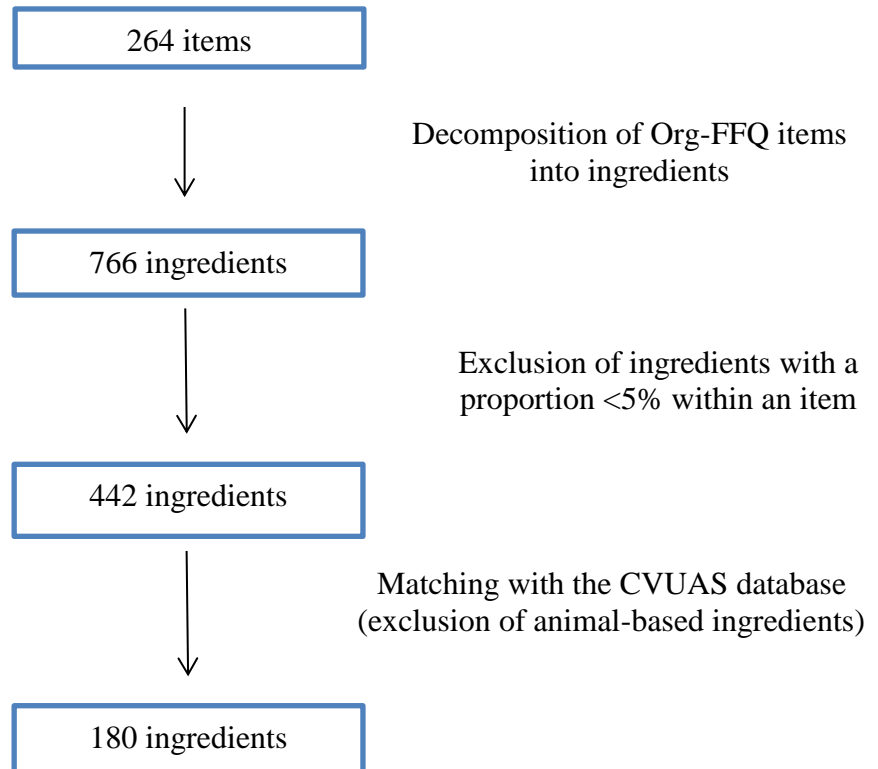 264 items
Decomposition of Org-FFQ items
into ingredients
766 ingredients
Exclusion of ingredients with a
proportion <5% within an item
442 ingredients
Matching with the CVUAS database
(exclusion of animal-based ingredients)
180 ingredients